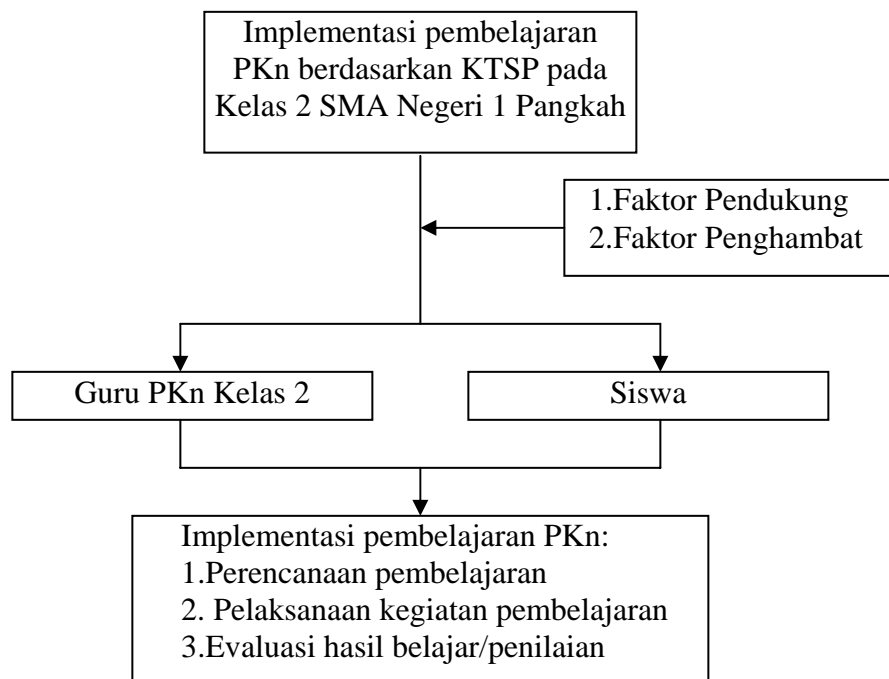 Implementasi pembelajaran
PKn berdasarkan KTSP pada
Kelas 2 SMA Negeri 1 Pangkah
1.Faktor Pendukung
2.Faktor Penghambat
Guru PKn Kelas 2
Siswa
Implementasi pembelajaran PKn:
1.Perencanaan pembelajaran
2. Pelaksanaan kegiatan pembelajaran
3.Evaluasi hasil belajar/penilaian